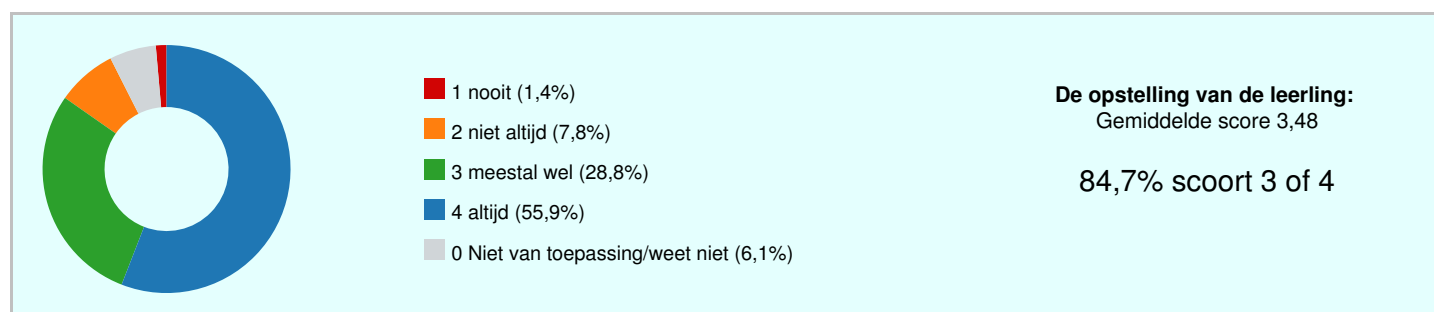 1 nooit (1,4%)
2 niet altijd (7,8%)
3 meestal wel (28,8%)
4 altijd (55,9%)
0 Niet van toepassing/weet niet (6,1%)
De opstelling van de leerling:
Gemiddelde score 3,48
84,7% scoort 3 of 4